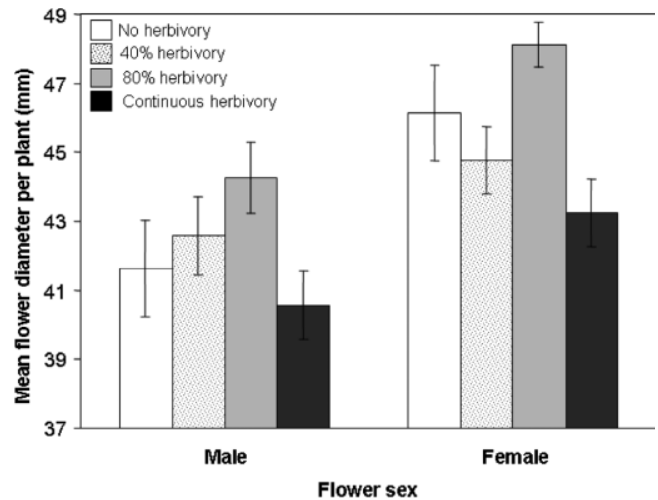 49
47
45
43
41
39
37
Mean flower diameter per plant (mm)
No herbivory
40% herbivory
80% herbivory
Continuous herbivory
Male
Female
Flower sex